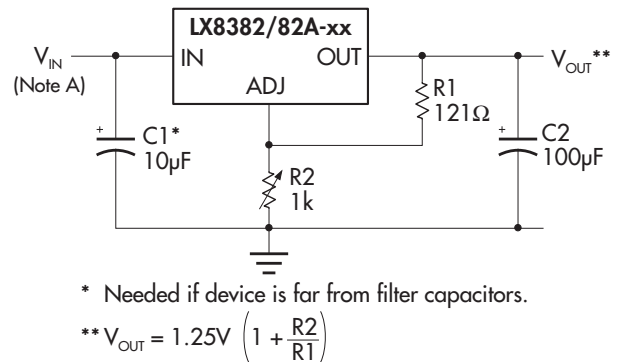 LX8382/82A-xx
V_IN IN OUT V_OUT**
(Note A)
ADJ
R1
121Ω
+ C1*
10µF
+ C2
100µF
R2
1k
* Needed if device is far from filter capacitors.
** V_OUT = 1.25V (1 + R2/R1)